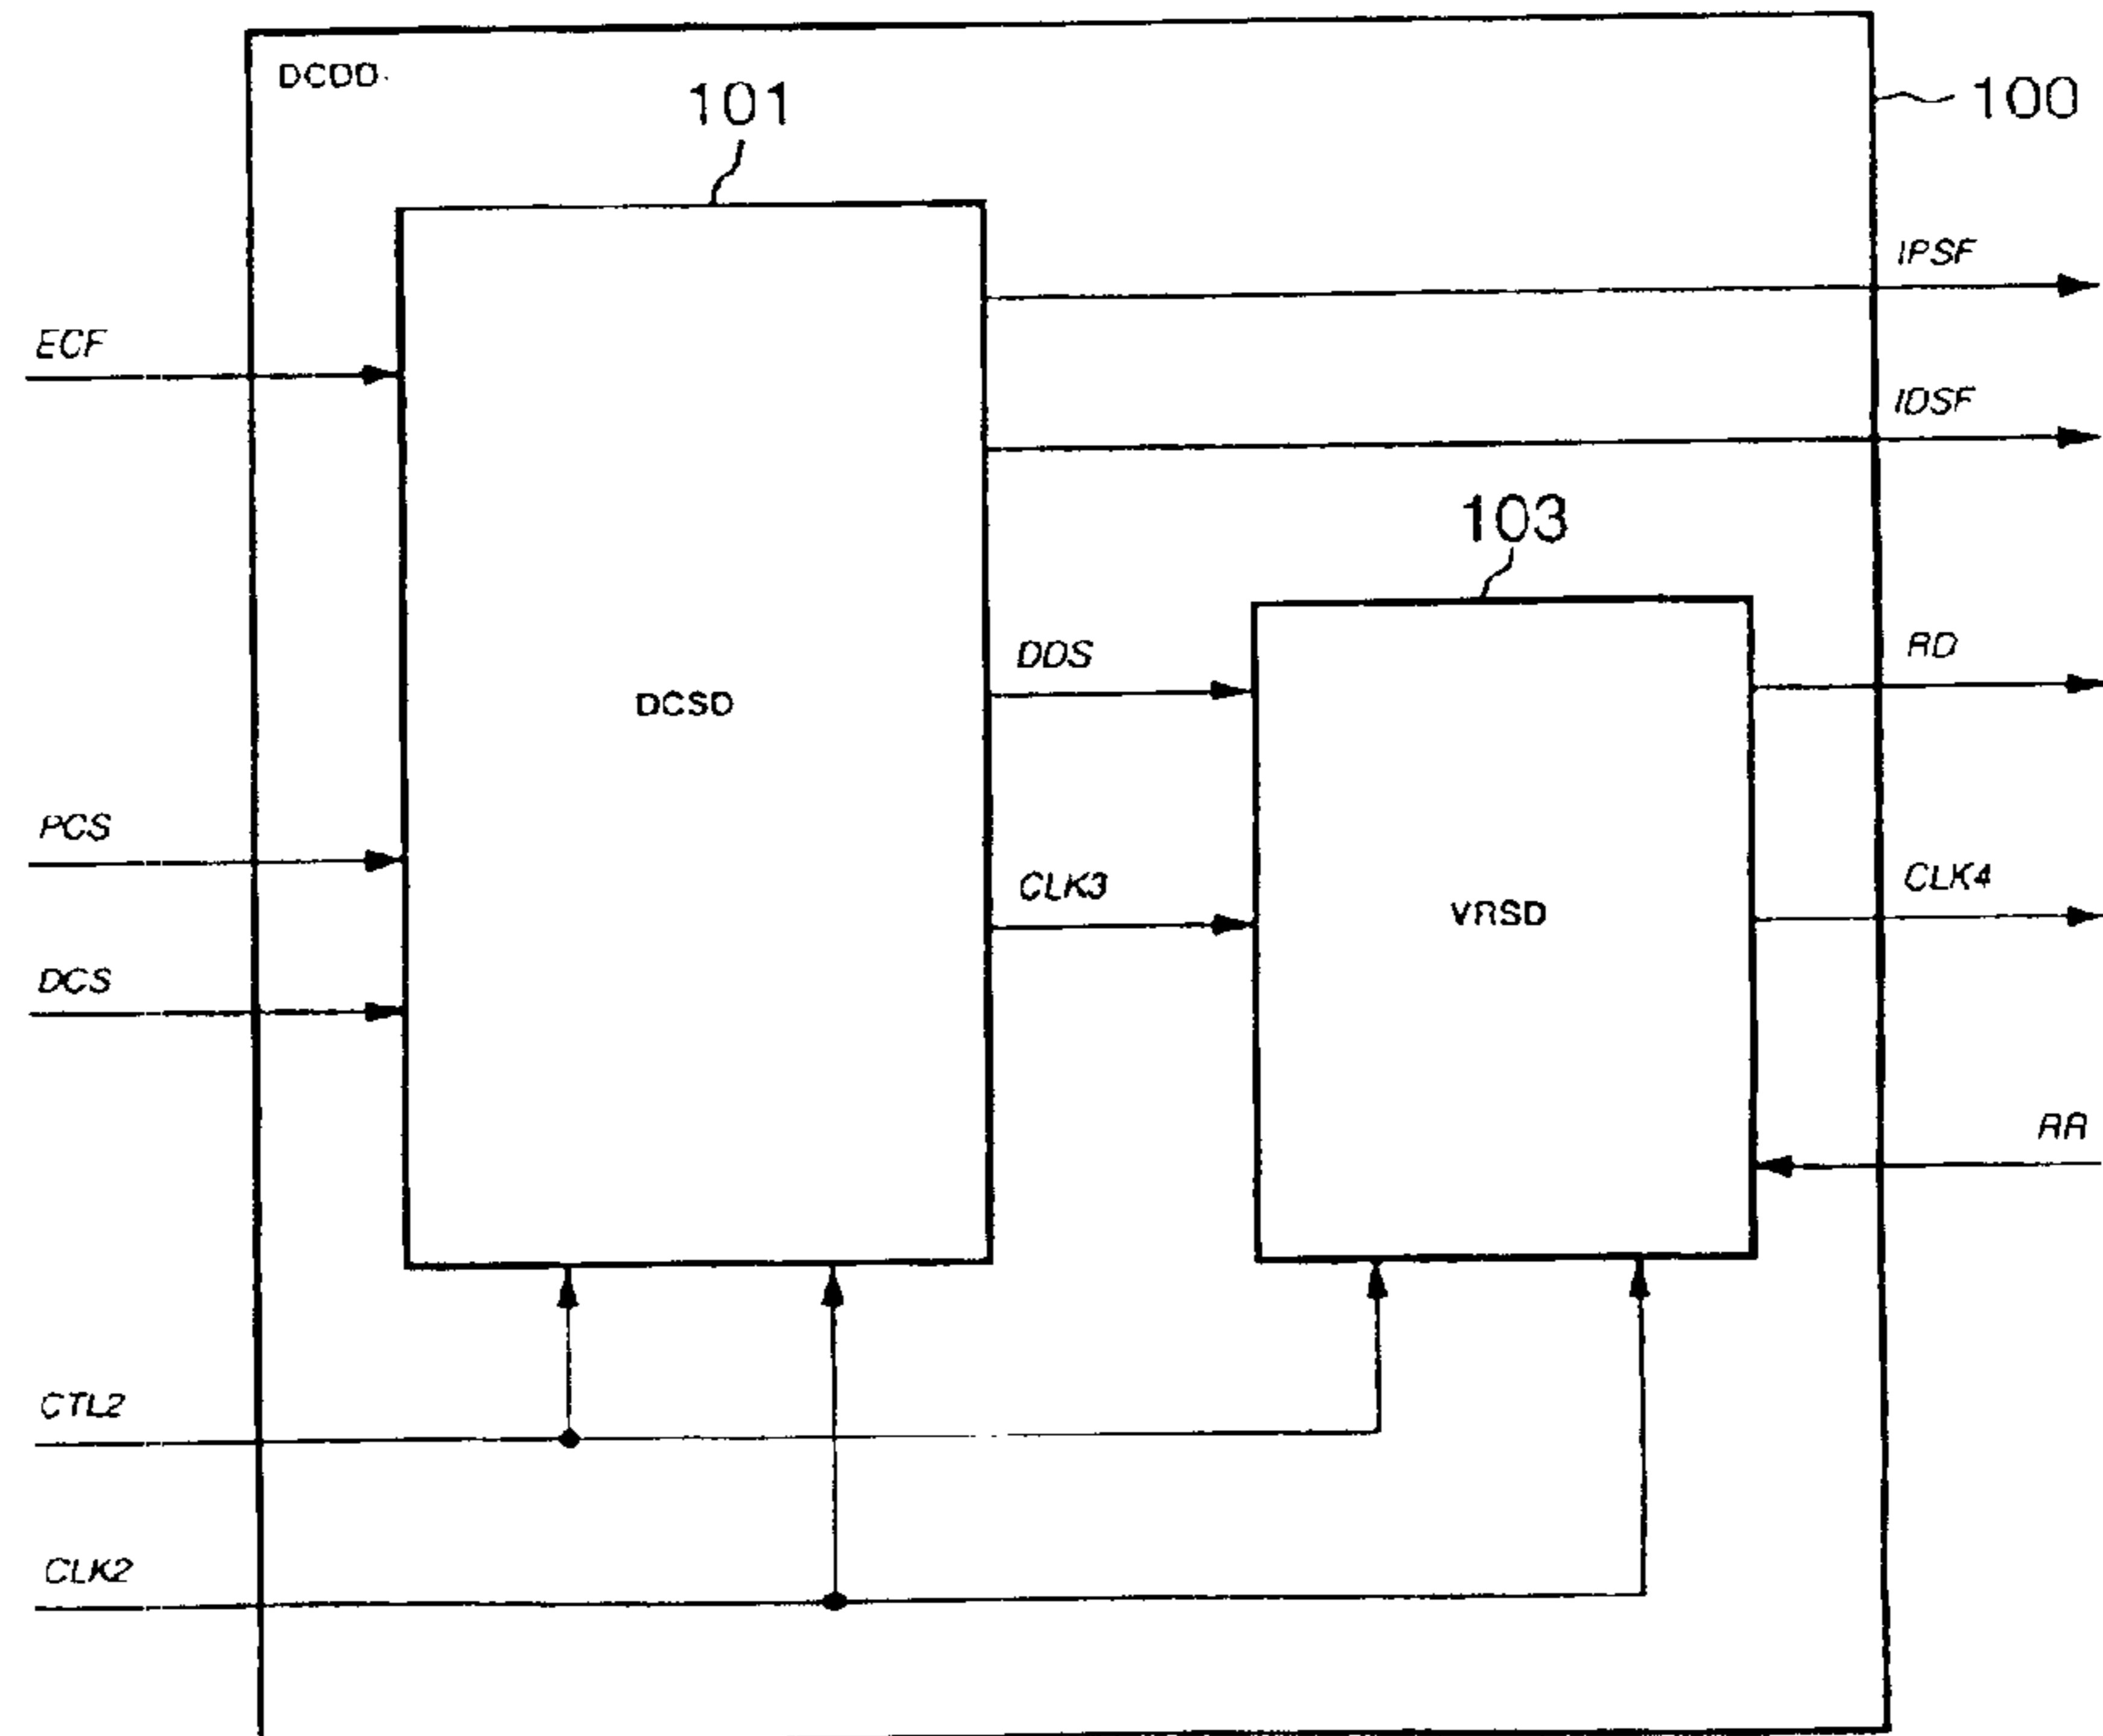 DCDD
101
100
IPSF
ECF
IDSF
103
DDS
RD
DCSD
PCS
CLK3
CLK4
VRSD
DCS
RR
CTL2
CLK2